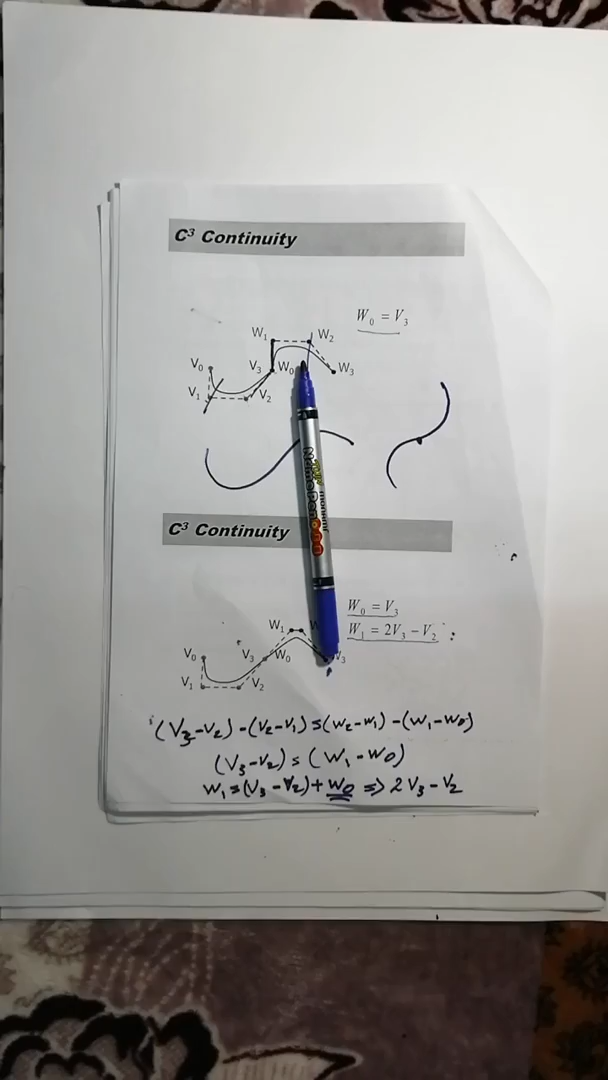 C³ Continuity
W₀ = V₃
W₁ W₂
V₀ V₃ W₀ W₃
V₁ V₂
C³ Continuity
W₀ = V₃
W₁ = 2V₃ − V₂
W₁
V₀ V₃ W₀ V₃
V₁ V₂
(V₃-V₂)-(V₂-V₁) = (W₂-W₁)-(W₁-W₀)
(V₃-V₂) = (W₁-W₀)
W₁ = (V₃-V₂)+W₀ => 2V₃-V₂